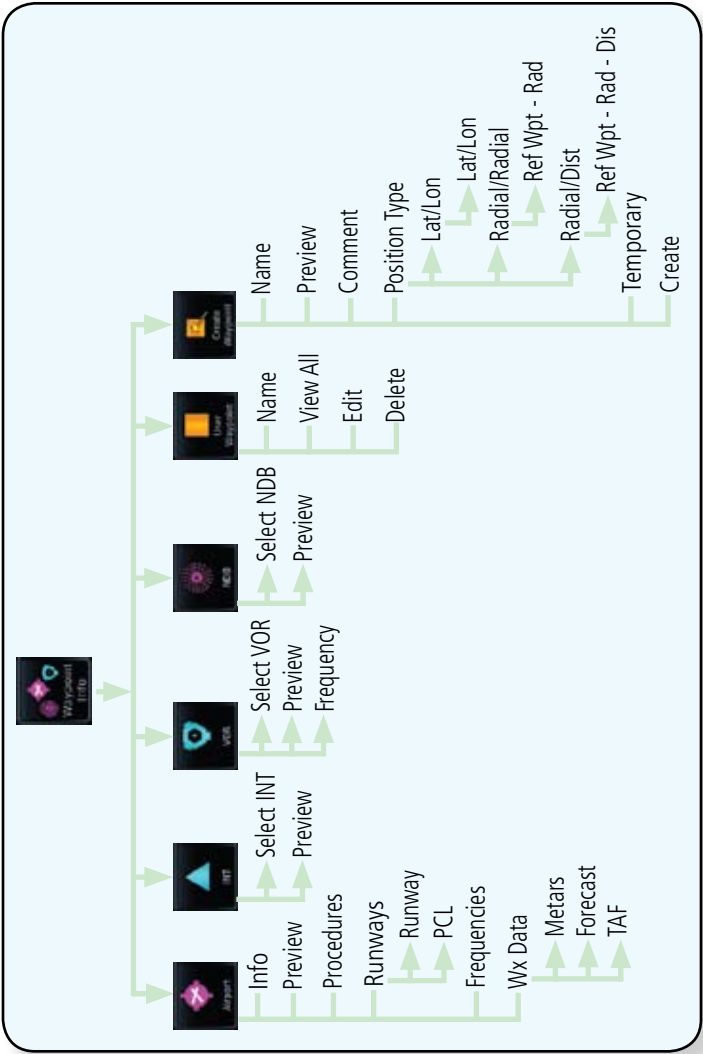 Waypoint
Info
Airport
Info
Preview
Procedures
Runways
Runway
PCL
Frequencies
Wx Data
Metars
Forecast
TAF
INT
Select INT
Preview
VOR
Select VOR
Preview
Frequency
NDB
Select NDB
Preview
User
Waypoint
Name
View All
Edit
Delete
Create
Waypoint
Name
Preview
Comment
Position Type
Lat/Lon
Lat/Lon
Radial/Radial
Ref Wpt - Rad
Radial/Dist
Ref Wpt - Rad - Dis
Temporary
Create